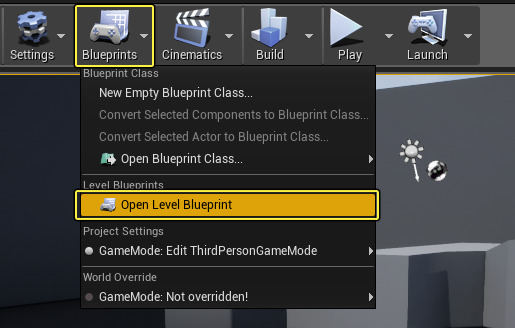 Settings
Blueprints
Cinematics
Build
Play
Launch
Blueprint Class
New Empty Blueprint Class...
Convert Selected Components to Blueprint Class...
Convert Selected Actor to Blueprint Class...
Open Blueprint Class...
Level Blueprints
Open Level Blueprint
Project Settings
GameMode: Edit ThirdPersonGameMode
World Override
GameMode: Not overridden!